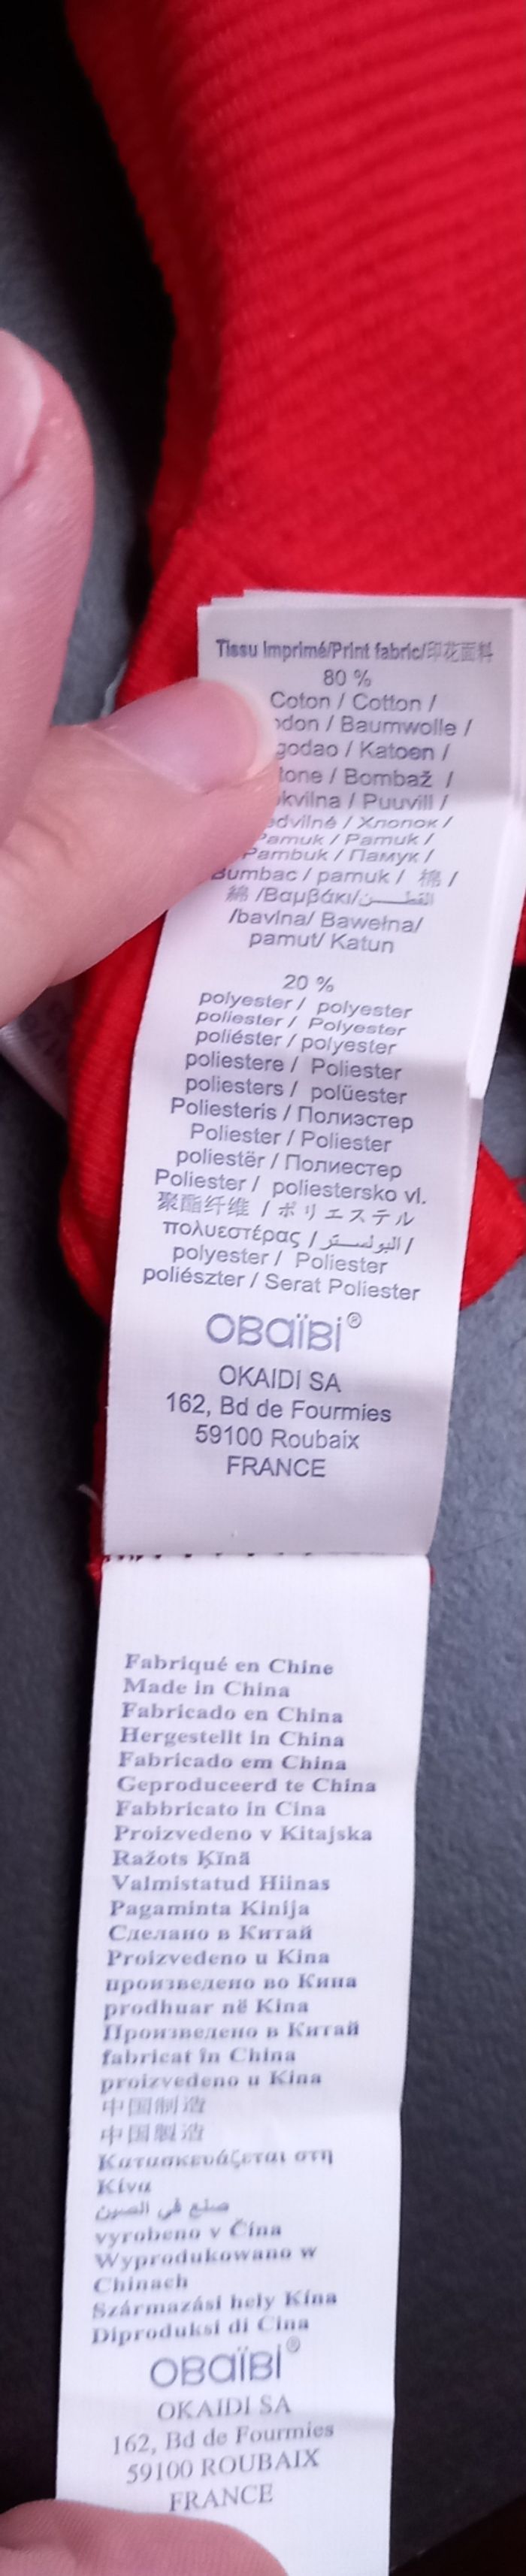 Tissu Imprimé/Print fabric/印花面料
80 %
Coton / Cotton /
/ Baumwolle /
/ Katoen /
/ Bombaž /
/ Puuvill /
/ Хлопок /
Pamuk / Pamuk /
Pambuk / Памук /
Bumbac / pamuk / 棉 /
綿 /Βαμβάκι/القطن
/bavlna/ Bawełna/
pamut/ Katun
20 %
polyester / polyester
poliester / Polyester
poliéster / polyester
poliestere / Poliester
poliesters / polüester
Poliesteris / Полиэстер
Poliester / Poliester
poliestër / Полиестер
Poliester / poliestersko vl.
聚酯纤维 / ポリエステル
πολυεστέρας / البوليستر /
polyester / Poliester
poliészter / Serat Poliester
OBaïBi®
OKAIDI SA
162, Bd de Fourmies
59100 Roubaix
FRANCE
Fabriqué en Chine
Made in China
Fabricado en China
Hergestellt in China
Fabricado em China
Geproduceerd te China
Fabbricato in Cina
Proizvedeno v Kitajska
Ražots Ķīnā
Valmistatud Hiinas
Pagaminta Kinija
Сделано в Китай
Proizvedeno u Kina
произведено во Кина
prodhuar në Kina
Произведено в Китай
fabricat în China
proizvedeno u Kina
中国制造
中国製造
Κατασκευάζεται στη
Κίνα
صنع في الصين
vyrobeno v Čína
Wyprodukowano w
Chinach
Származási hely Kína
Diproduksi di Cina
OBaïBi®
OKAIDI SA
162, Bd de Fourmies
59100 ROUBAIX
FRANCE